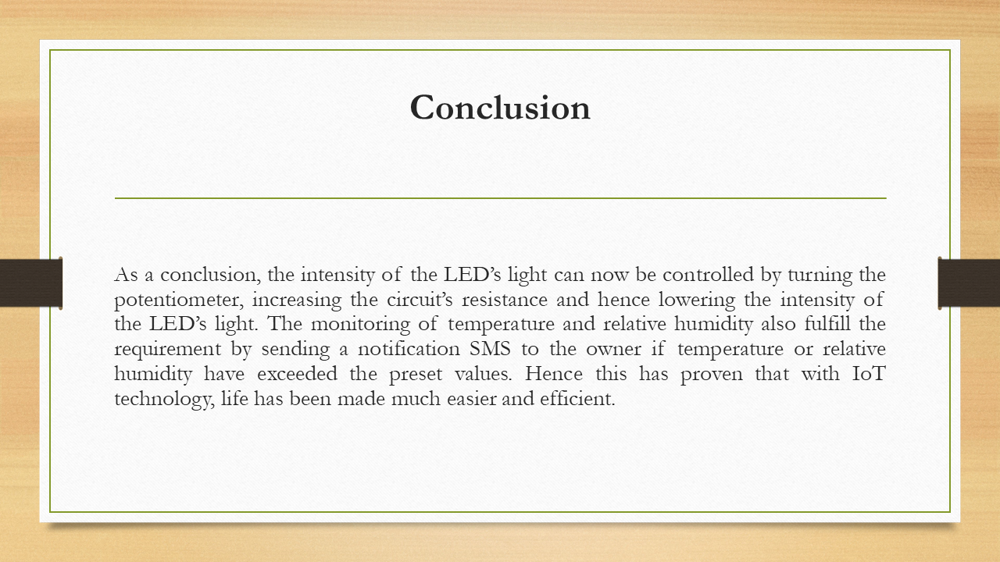 Conclusion
As a conclusion, the intensity of the LED’s light can now be controlled by turning the
potentiometer, increasing the circuit’s resistance and hence lowering the intensity of
the LED’s light. The monitoring of temperature and relative humidity also fulfill the
requirement by sending a notification SMS to the owner if temperature or relative
humidity have exceeded the preset values. Hence this has proven that with IoT
technology, life has been made much easier and efficient.